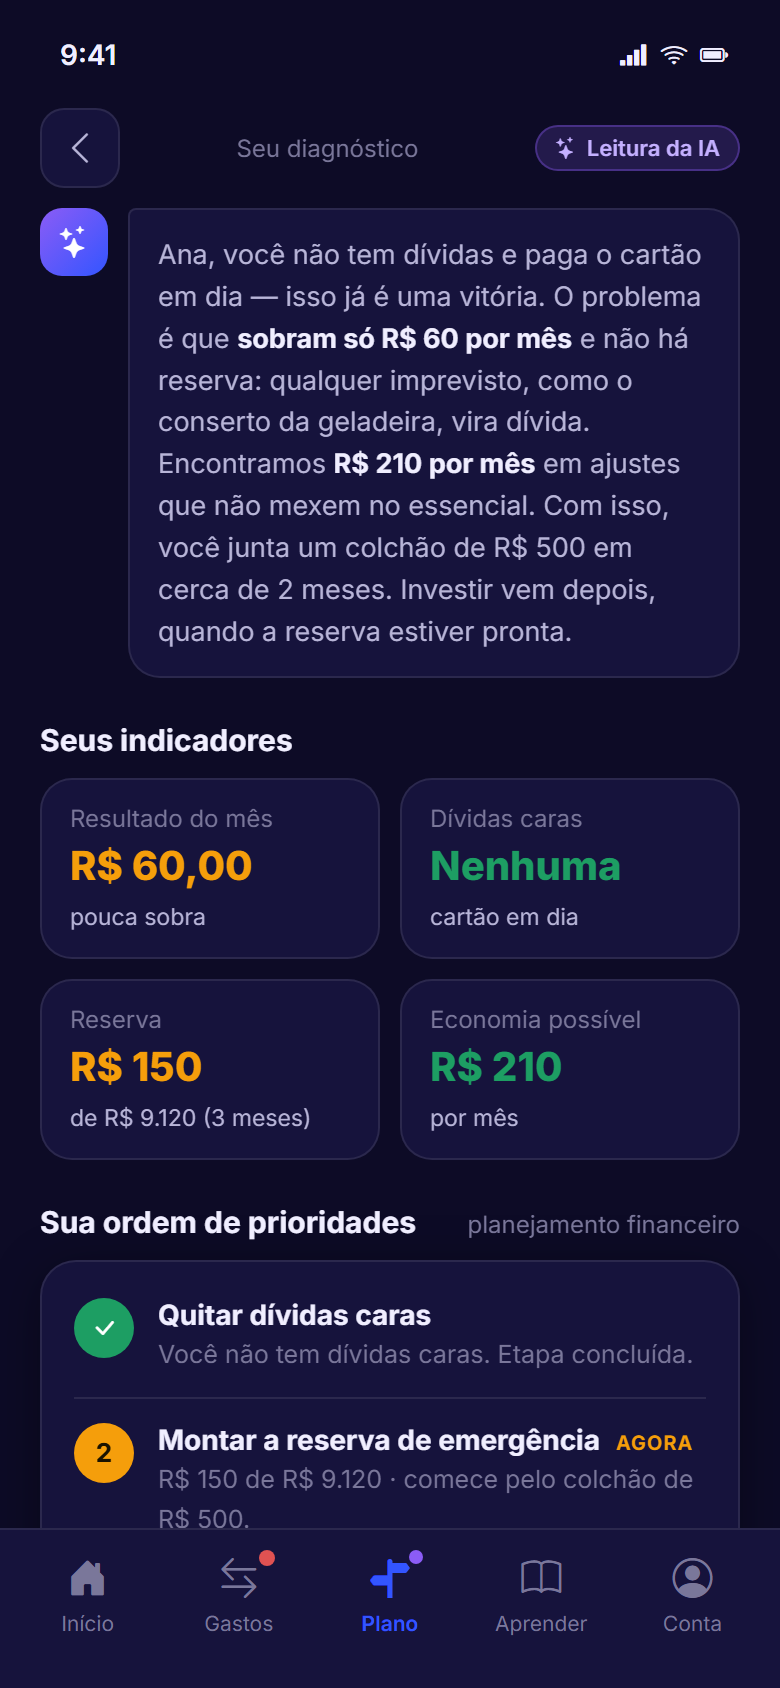 9:41
Seu diagnóstico
Leitura da IA
Ana, você não tem dívidas e paga o cartão
em dia — isso já é uma vitória. O problema
é que sobram só R$ 60 por mês e não há
reserva: qualquer imprevisto, como o
conserto da geladeira, vira dívida.
Encontramos R$ 210 por mês em ajustes
que não mexem no essencial. Com isso,
você junta um colchão de R$ 500 em
cerca de 2 meses. Investir vem depois,
quando a reserva estiver pronta.
Seus indicadores
Resultado do mês
R$ 60,00
pouca sobra
Dívidas caras
Nenhuma
cartão em dia
Reserva
R$ 150
de R$ 9.120 (3 meses)
Economia possível
R$ 210
por mês
Sua ordem de prioridades
planejamento financeiro
Quitar dívidas caras
Você não tem dívidas caras. Etapa concluída.
2
Montar a reserva de emergência AGORA
R$ 150 de R$ 9.120 · comece pelo colchão de
R$ 500.
Início
Gastos
Plano
Aprender
Conta